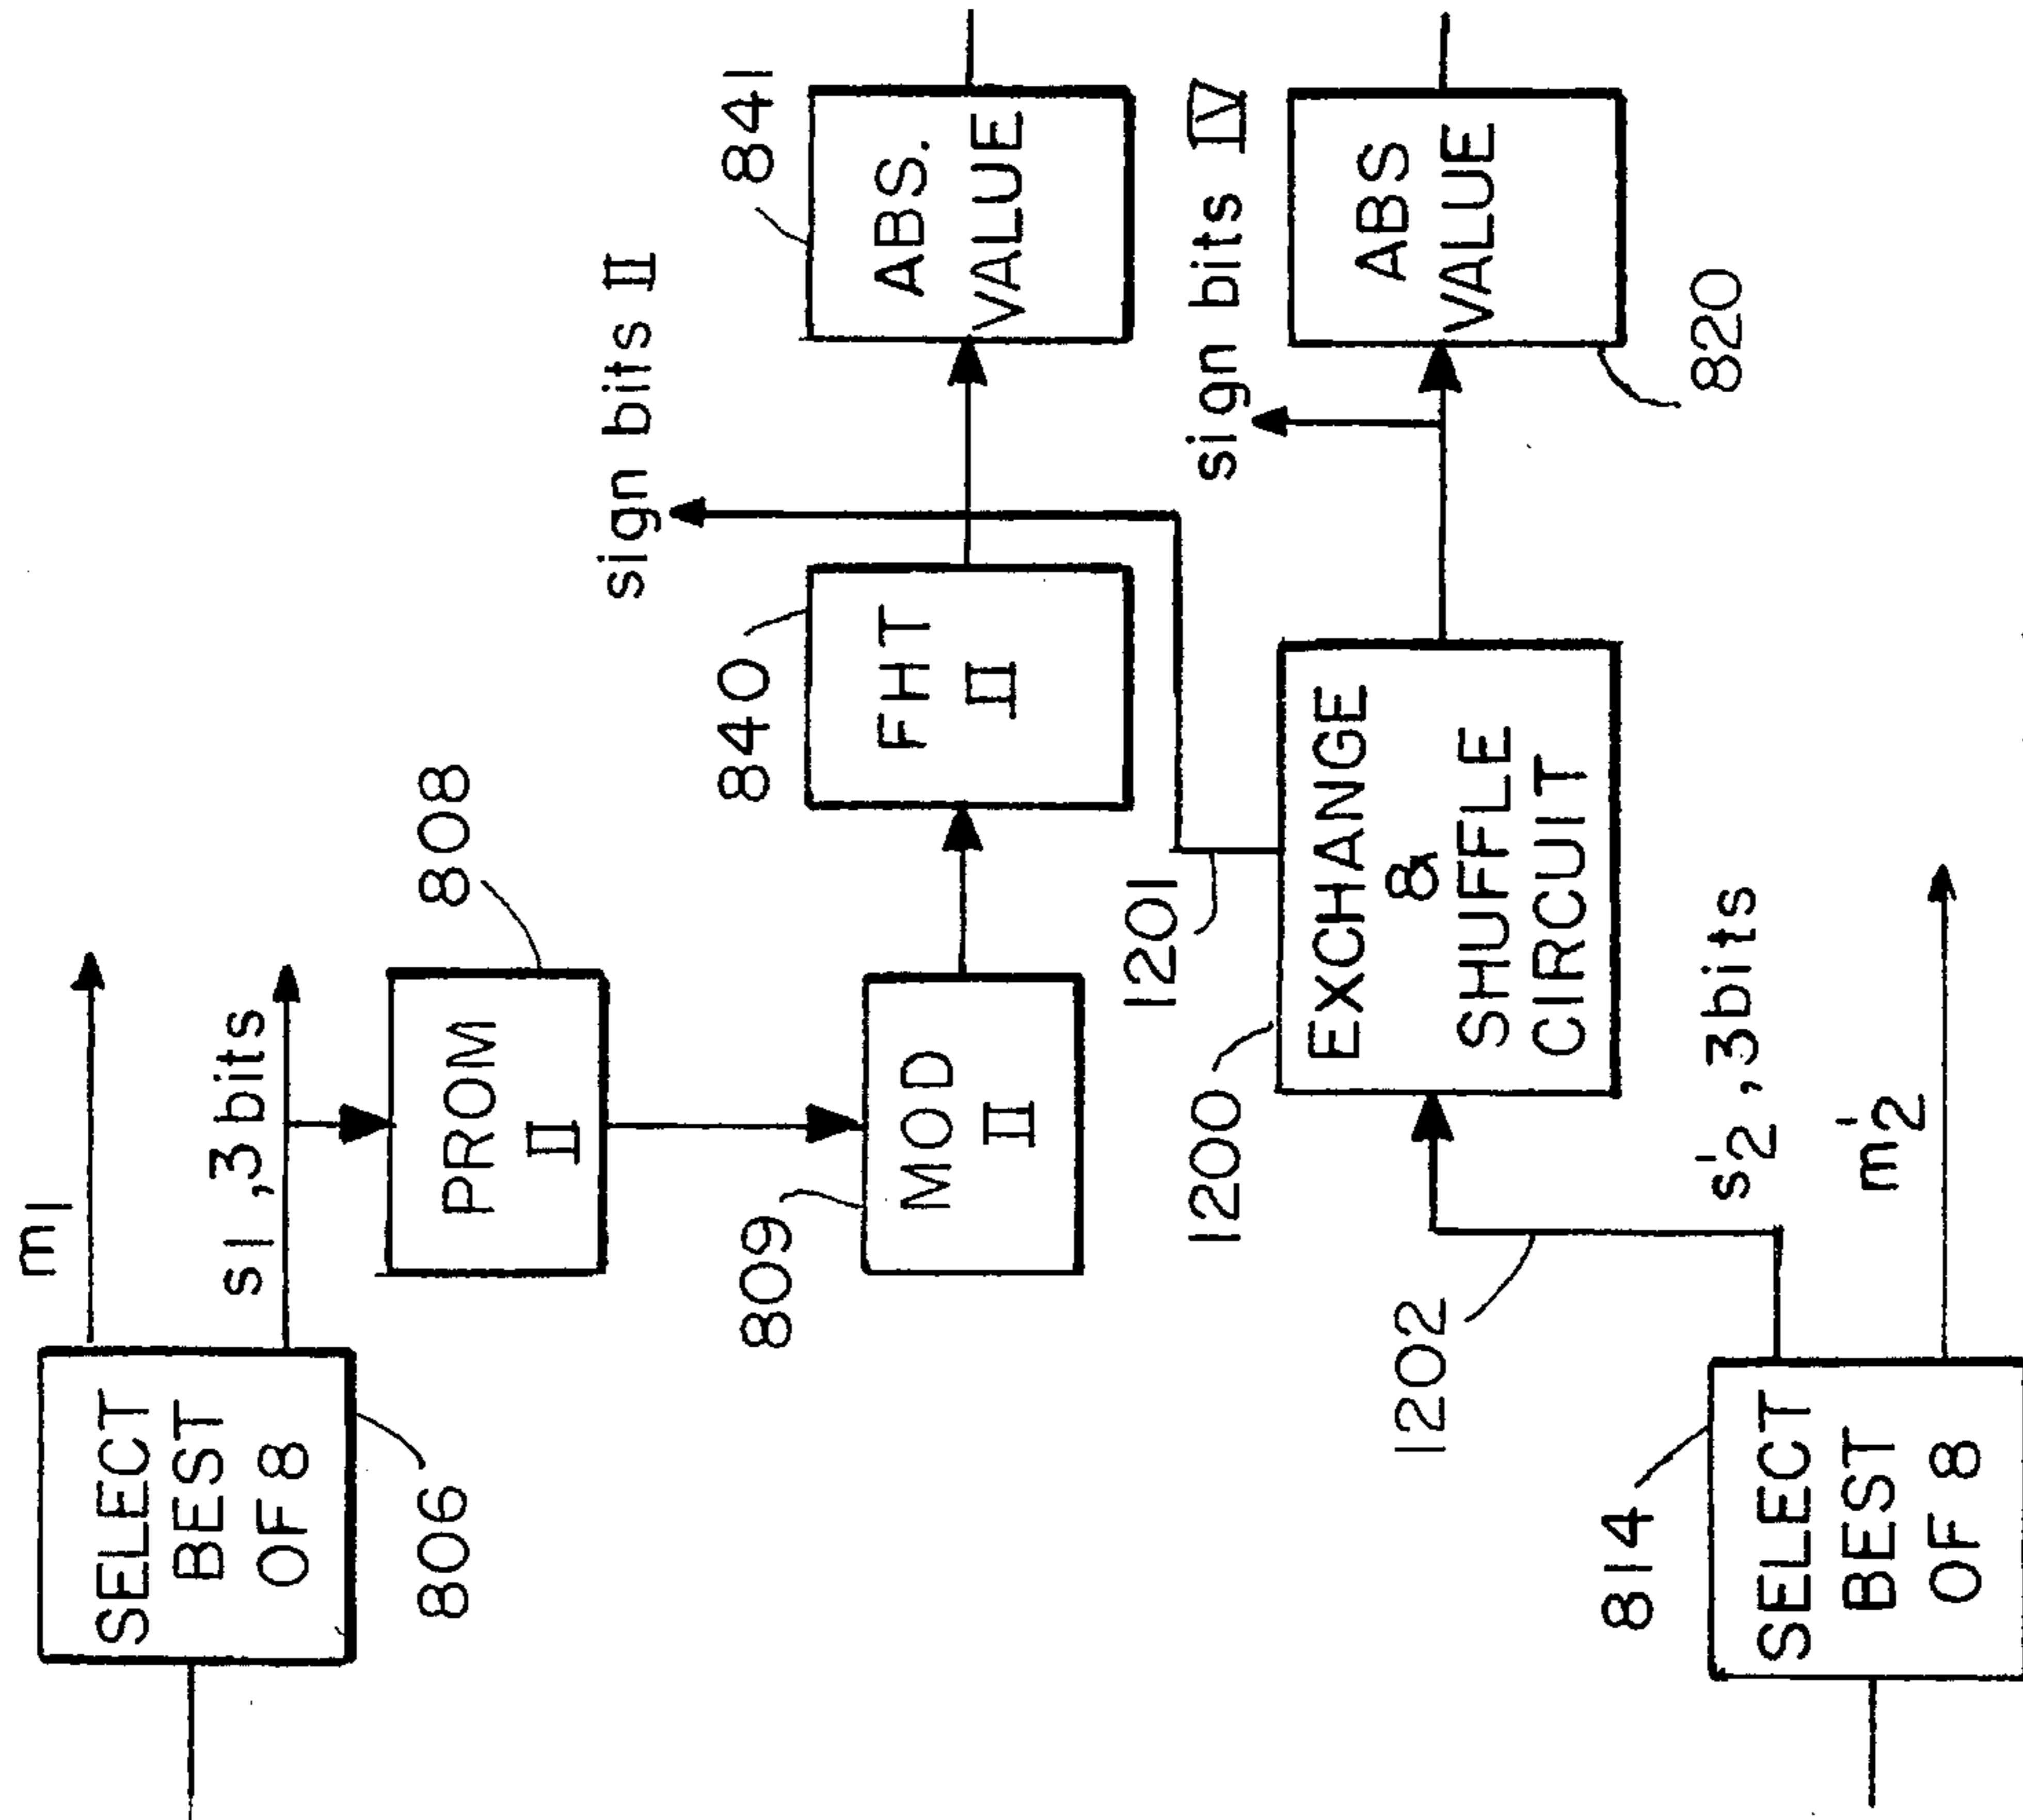 m1
s1,3 bits
SELECT
BEST
OF 8
806
PROM
II
808
MOD
II
809
FHT
II
840
sign bits II
ABS.
VALUE
841
sign bits IV
ABS
VALUE
820
EXCHANGE
&
SHUFFLE
CIRCUIT
1200
1201
1202
s'2,3bits
m'2
SELECT
BEST
OF 8
814